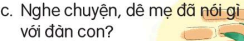 c. Nghe chuyện, dê mẹ đã nói gì
với đàn con?